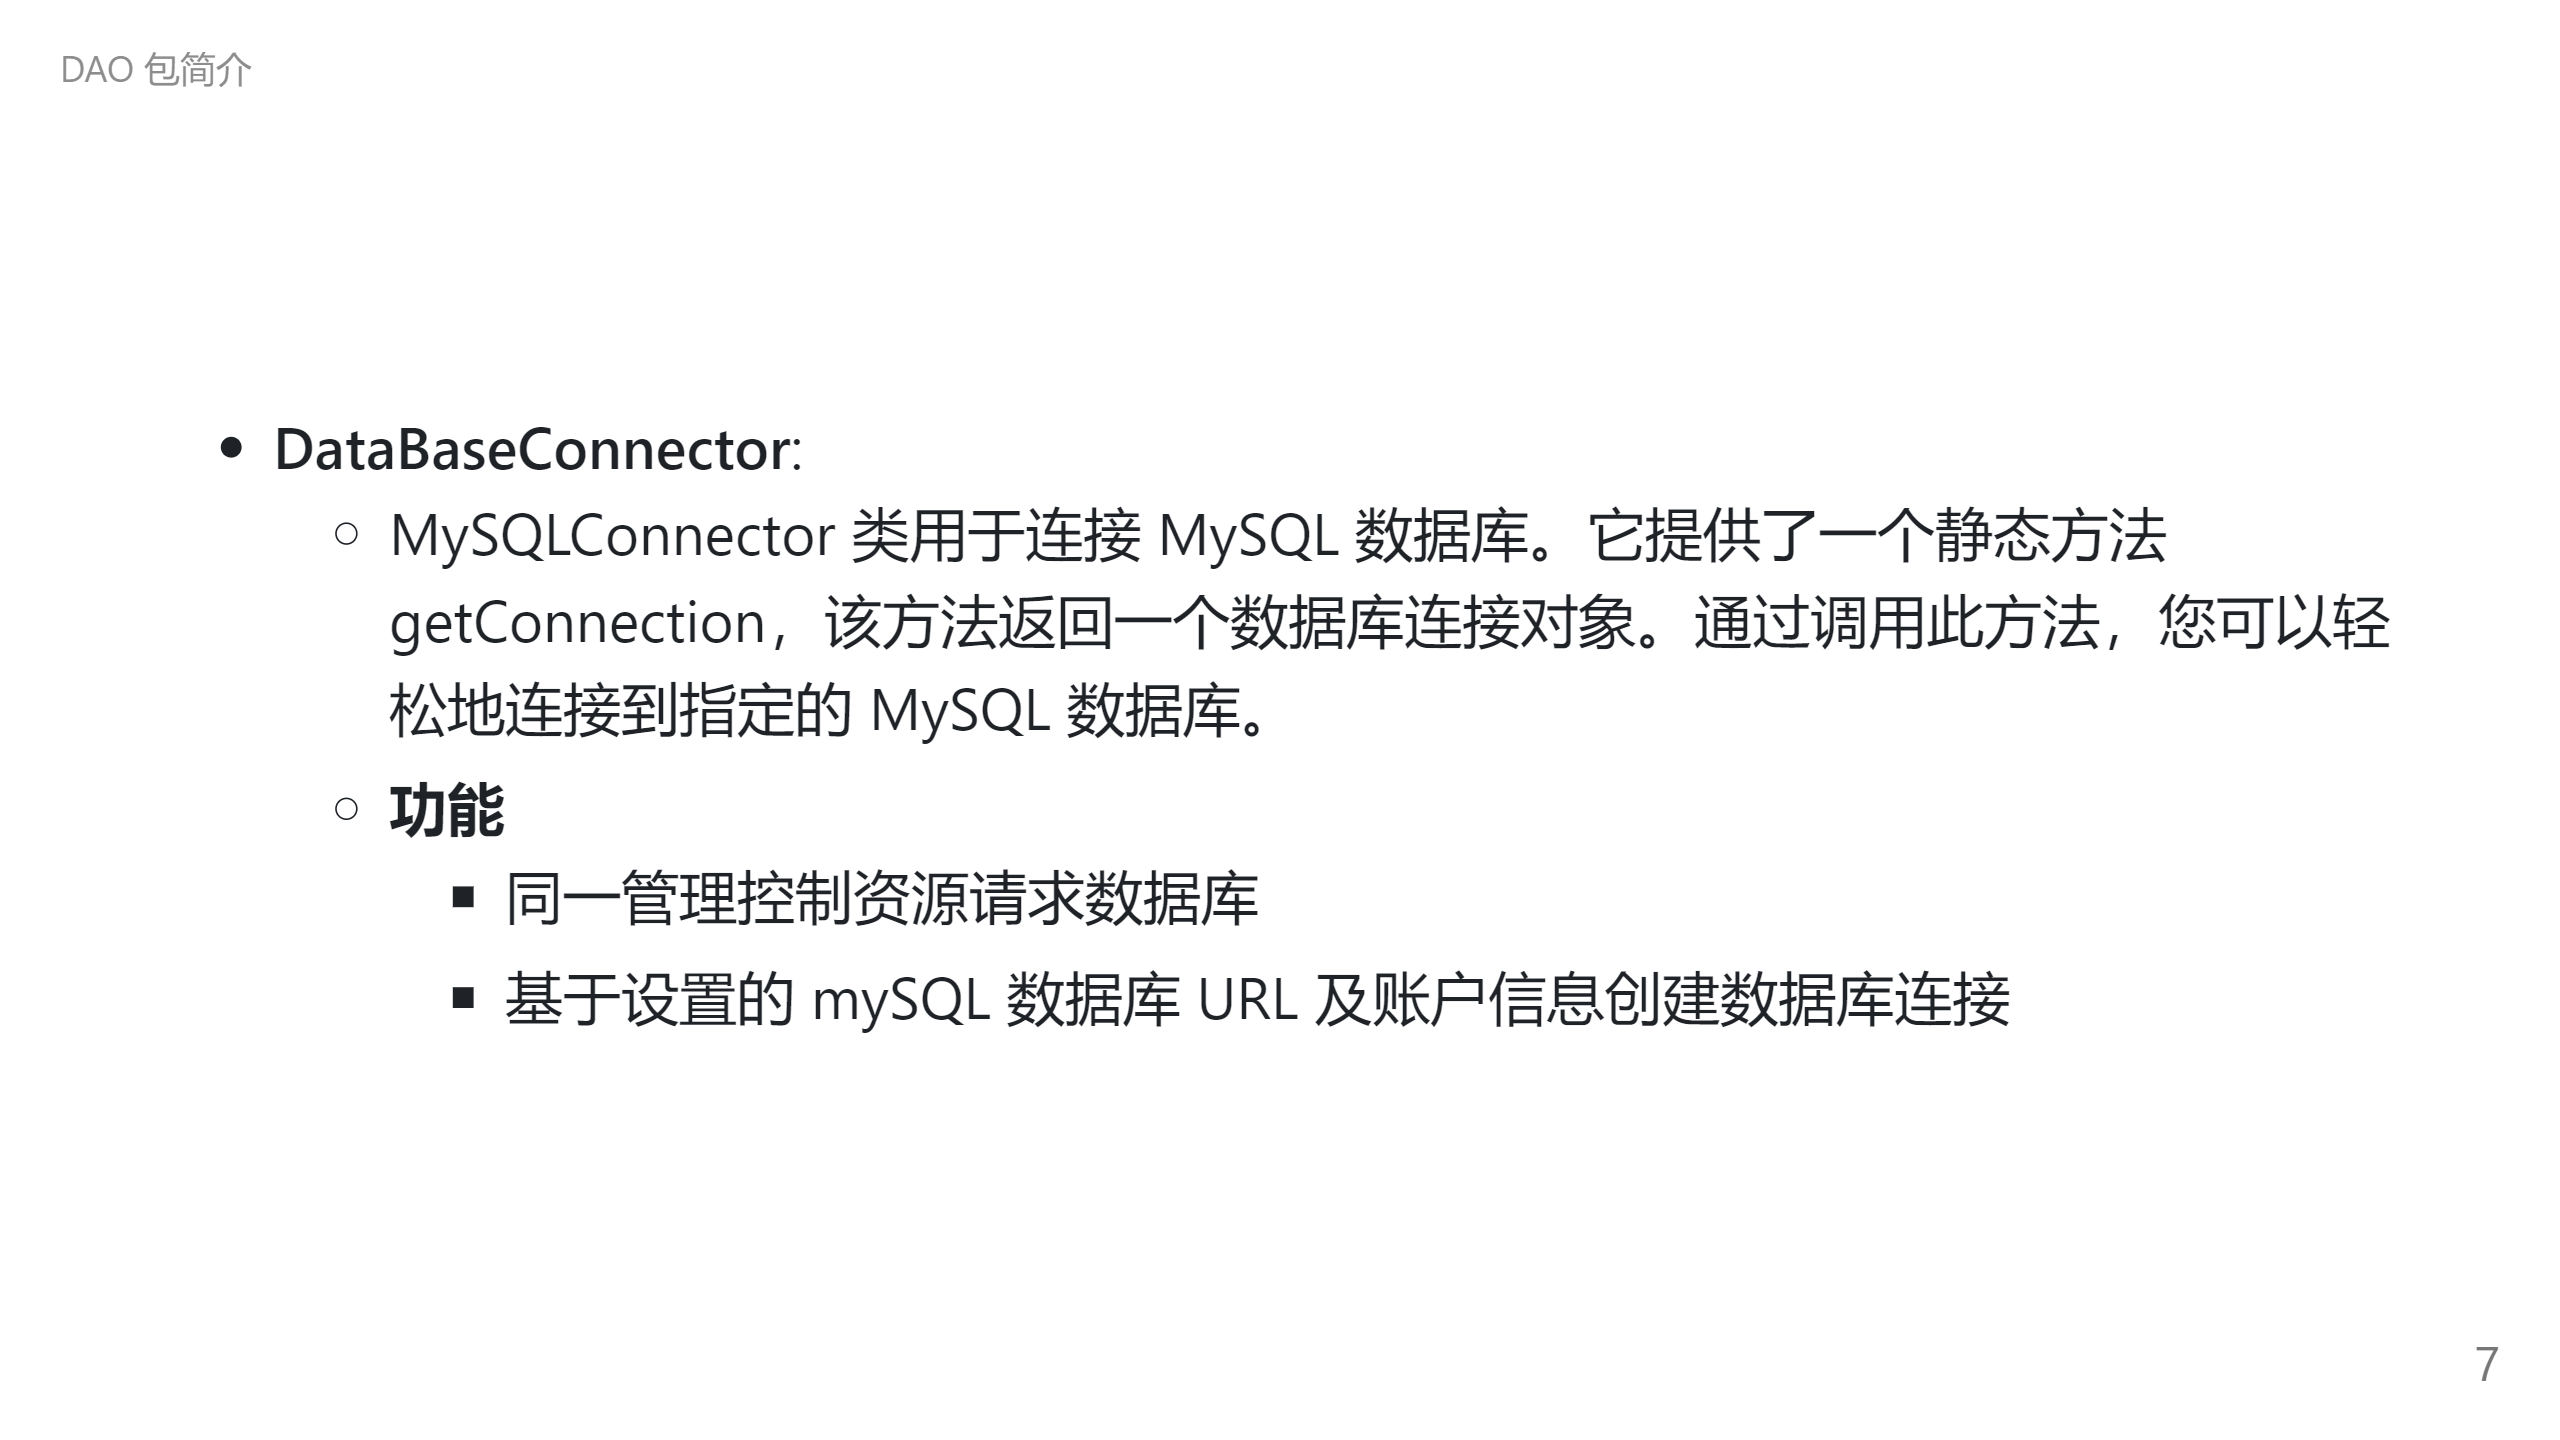 DAO 包简介
DataBaseConnector:
MySQLConnector 类用于连接 MySQL 数据库。它提供了一个静态方法
getConnection，该方法返回一个数据库连接对象。通过调用此方法，您可以轻
松地连接到指定的 MySQL 数据库。
功能
同一管理控制资源请求数据库
基于设置的 mySQL 数据库 URL 及账户信息创建数据库连接
7